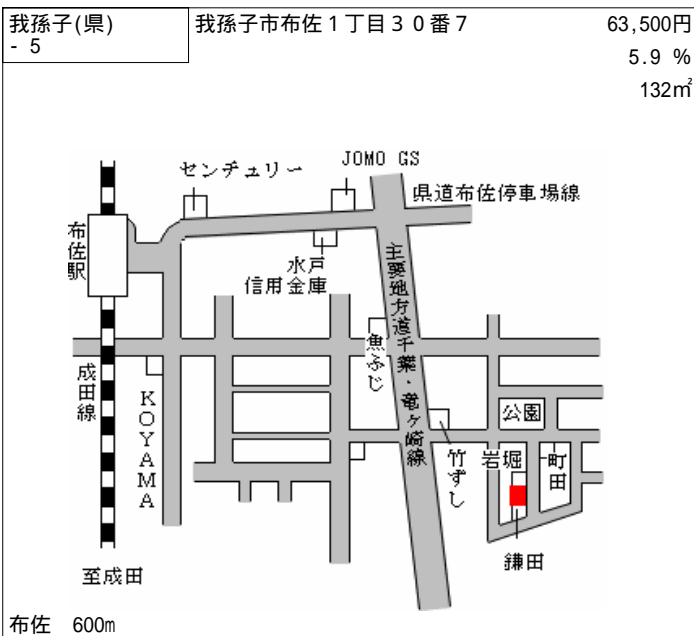 我孫子(県)
- 5
我孫子市布佐１丁目３０番７
63,500円
5.9 %
132㎡
センチュリー
JOMO GS
県道布佐停車場線
布佐駅
水戸
信用金庫
主要地方道千葉・竜ヶ崎線
魚ふじ
成田線
KOYAMA
公園
竹ずし
岩堀
町田
鎌田
至成田
布佐 600m